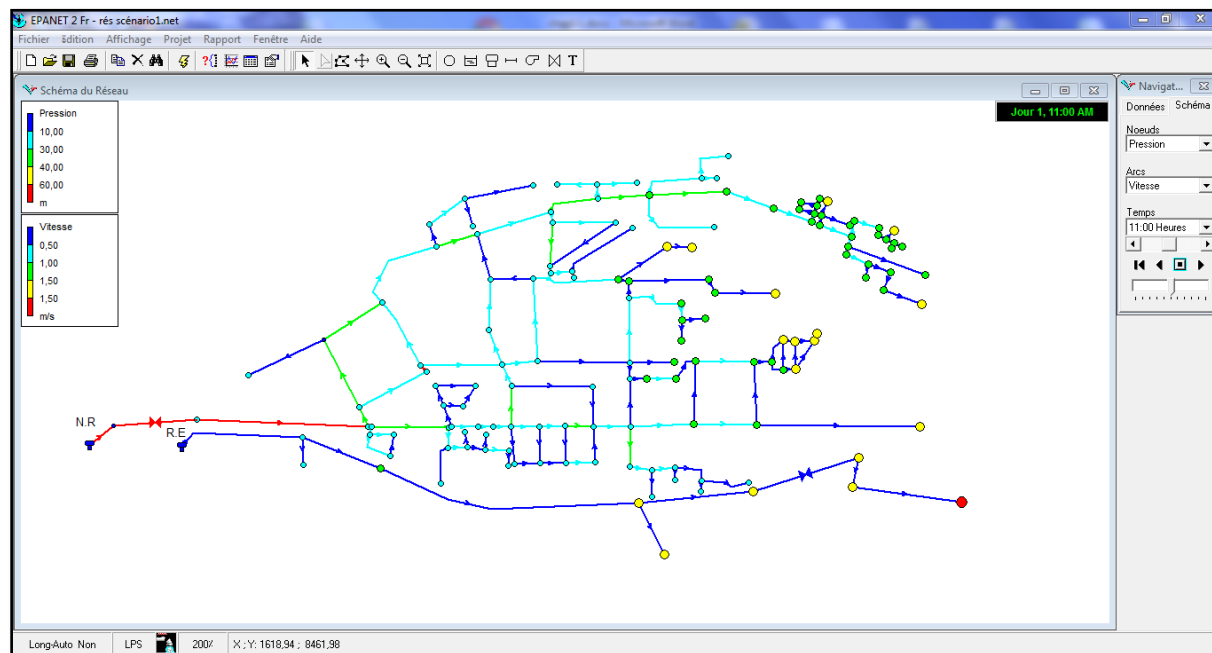 EPANET 2 Fr - rés scénario1.net
Fichier Edition Affichage Projet Rapport Fenêtre Aide
T
Schéma du Réseau
Jour 1, 11:00 AM
Pression
10,00
30,00
40,00
60,00
m
Vitesse
0,50
1,00
1,50
1,50
m/s
N.R
R.E
Navigat...
Données Schéma
Noeuds
Pression
Arcs
Vitesse
Temps
11:00 Heures
Long-Auto Non LPS 200% X ; Y: 1618,94 ; 8461,98